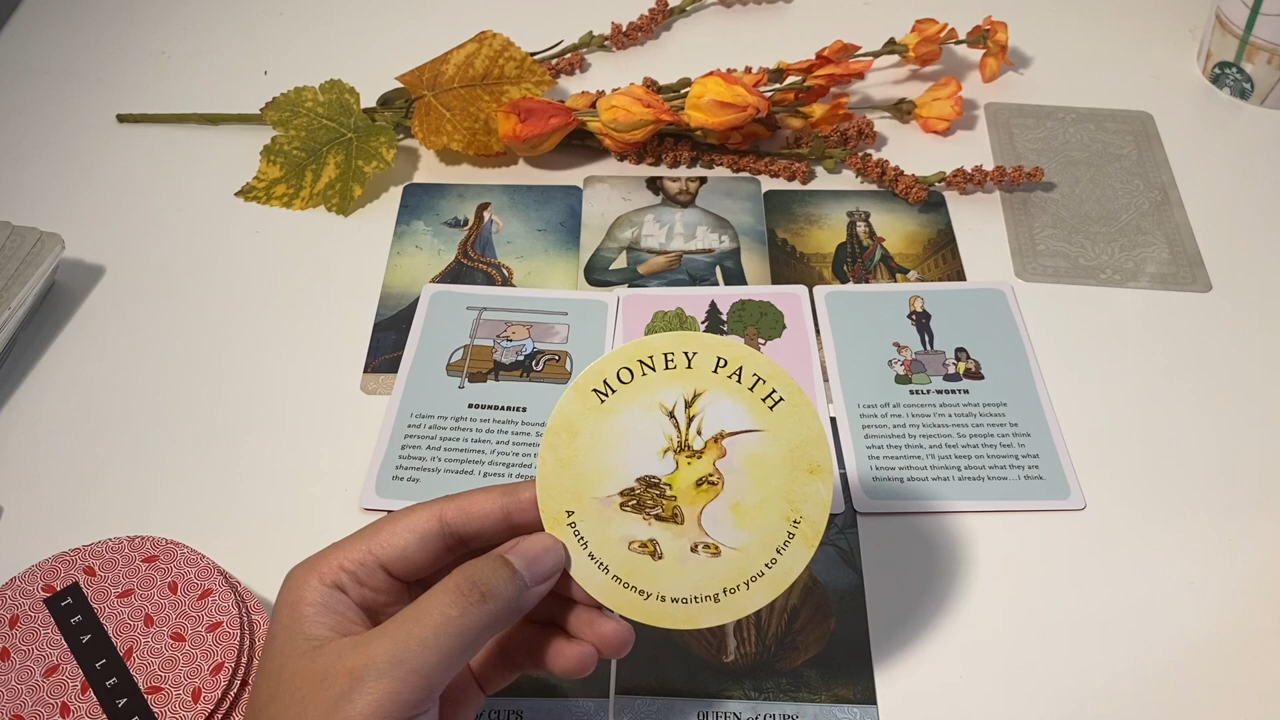 BOUNDARIES
I claim my right to set healthy
and I allow others to do the same.
personal space is taken, and
given. And sometimes, if you're on
subway, it's completely disregarded
shamelessly invaded. I guess it
the day.
MONEY PATH
A path with money is waiting for you to find it.
SELF-WORTH
I cast off all concerns about what people
think of me. I know I'm a totally kickass
person, and my kickass-ness can never be
diminished by rejection. So people can think
what they think, and feel what they feel. In
the meantime, I'll just keep on knowing what
I know without thinking about what they are
thinking about what I already know...I think.
TEA
of CUPS
QUEEN of CUPS